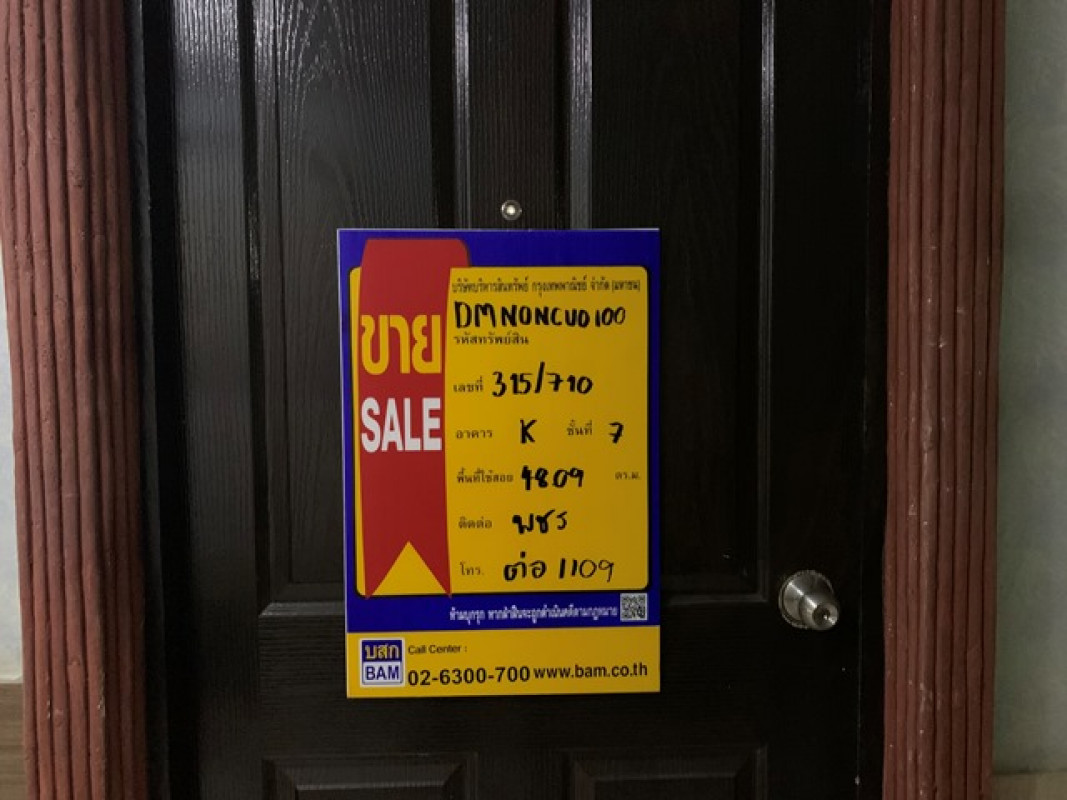 บริษัทบริหารสินทรัพย์ กรุงเทพพาณิชย์ จำกัด (มหาชน)
ขาย
SALE
DMNONCUO100
รหัสทรัพย์สิน
เลขที่ 315/710
อาคาร K ชั้นที่ 7
พื้นที่ใช้สอย 48.09 ตร.ม.
ติดต่อ พชร
โทร. ต่อ 1109
ห้ามบุกรุก หากฝ่าฝืนจะถูกดำเนินคดีตามกฎหมาย
บสก
BAM
Call Center :
02-6300-700 www.bam.co.th